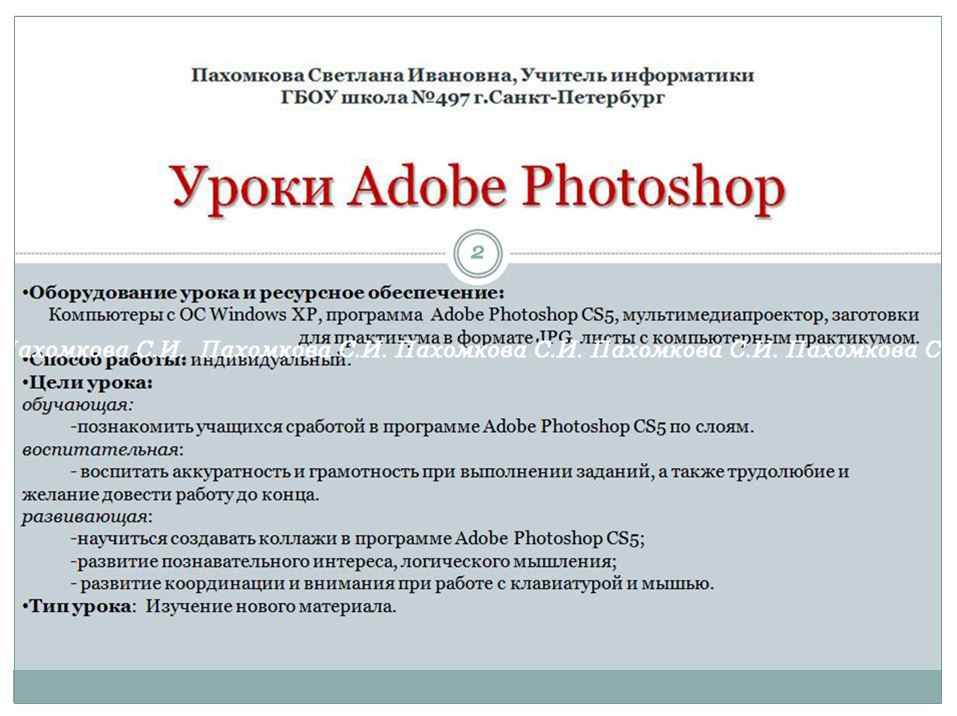 Пахомкова Светлана Ивановна, Учитель информатики
ГБОУ школа №497 г.Санкт-Петербург
Уроки Adobe Photoshop
2
•Оборудование урока и ресурсное обеспечение:
Компьютеры с ОС Windows XP, программа Adobe Photoshop CS5, мультимедиапроектор, заготовки
для практикума в формате JPG, листы с компьютерным практикумом.
Пахомкова С.И. Пахомкова С.И. Пахомкова С.И. Пахомкова С.И. Пахомкова С
•Способ работы: индивидуальный.
•Цели урока:
обучающая:
-познакомить учащихся сработой в программе Adobe Photoshop CS5 по слоям.
воспитательная:
- воспитать аккуратность и грамотность при выполнении заданий, а также трудолюбие и
желание довести работу до конца.
развивающая:
-научиться создавать коллажи в программе Adobe Photoshop CS5;
-развитие познавательного интереса, логического мышления;
- развитие координации и внимания при работе с клавиатурой и мышью.
•Тип урока: Изучение нового материала.